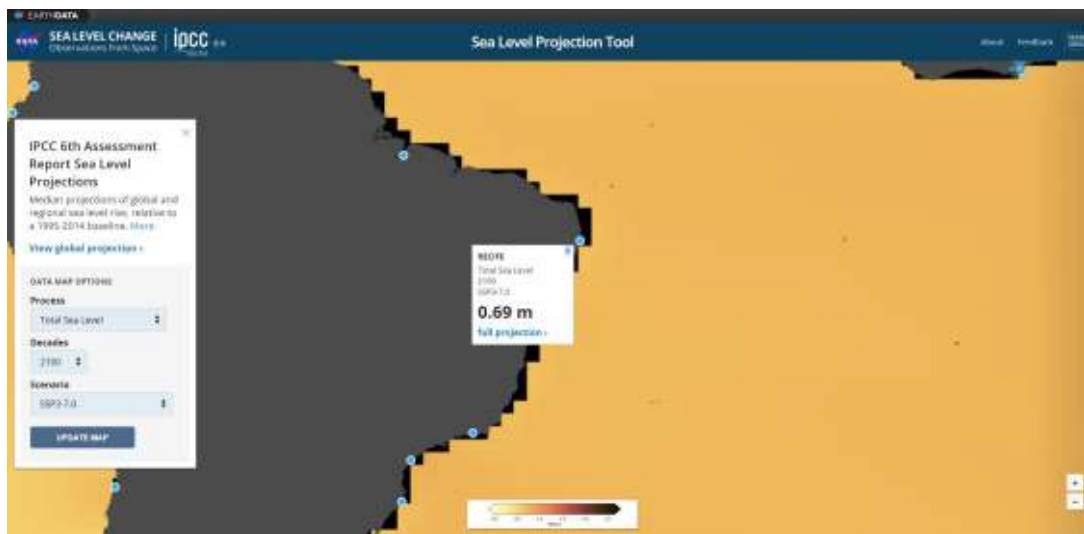 EARTHDATA
SEA LEVEL CHANGE
Observations from Space
ipcc
Sea Level Projection Tool
About
Feedback
IPCC 6th Assessment
Report Sea Level
Projections
Median projections of global and
regional sea level rise, relative to
a 1995-2014 baseline. More
View global projection ›
DATA MAP OPTIONS
Process
Total Sea Level
Decades
2100
Scenario
SSP3-7.0
UPDATE MAP
RECIFE
Total Sea Level
2100
SSP3-7.0
0.69 m
full projection ›
+
−